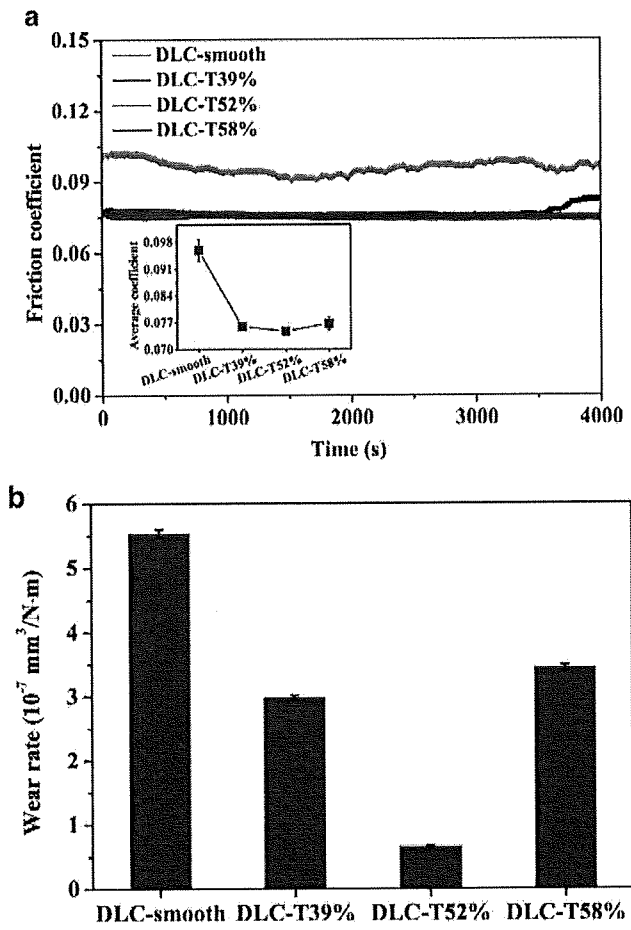 a
0.15
0.12
0.09
0.06
0.03
0.00
Friction coefficient
DLC-smooth
DLC-T39%
DLC-T52%
DLC-T58%
0.098
0.091
0.084
0.077
0.070
Average coefficient
DLC-smooth
DLC-T39%
DLC-T52%
DLC-T58%
0 1000 2000 3000 4000
Time (s)
b
6
5
4
3
2
1
0
Wear rate (10⁻⁷ mm³/N·m)
DLC-smooth DLC-T39% DLC-T52% DLC-T58%